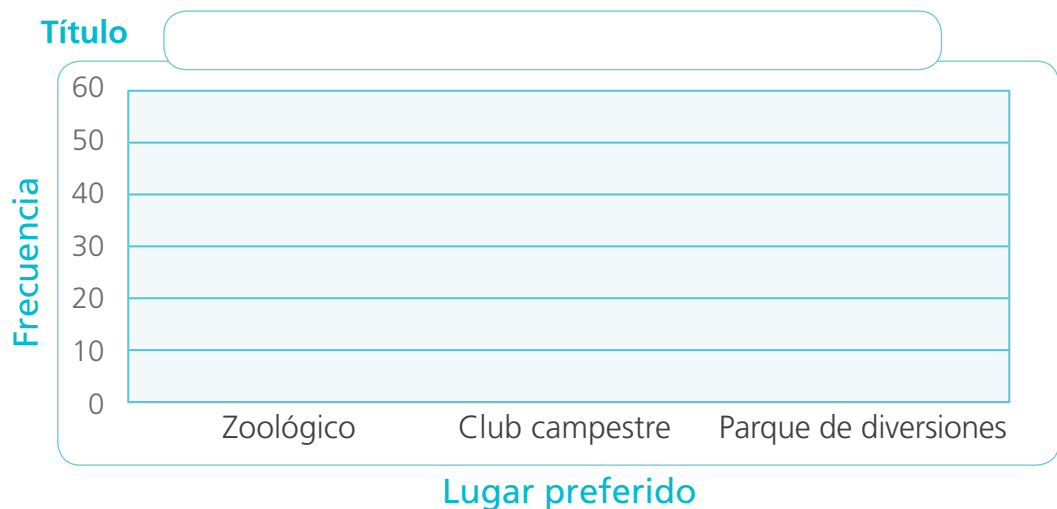 Título
60
50
40
30
20
10
0
Frecuencia
Zoológico Club campestre Parque de diversiones
Lugar preferido